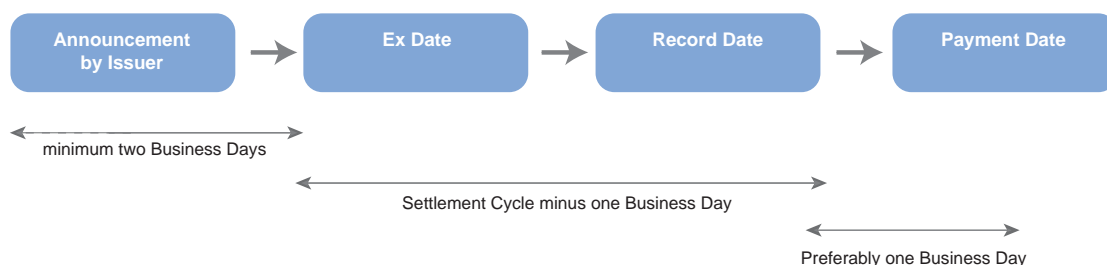 Announcement
by Issuer
Ex Date
Record Date
Payment Date
minimum two Business Days
Settlement Cycle minus one Business Day
Preferably one Business Day